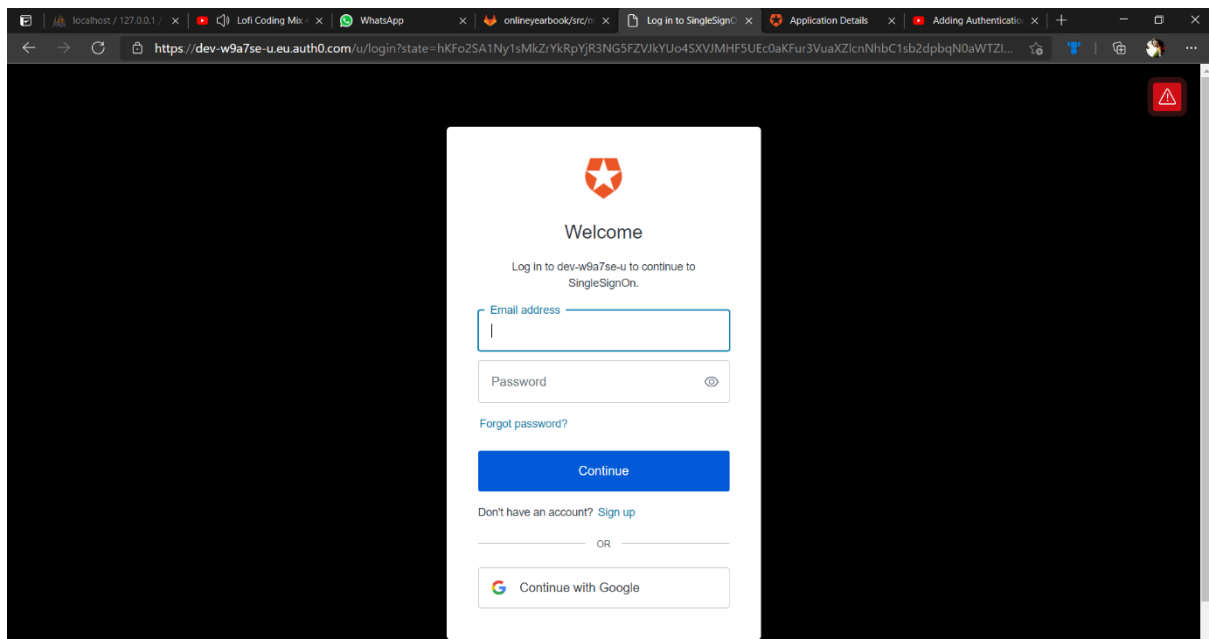 localhost / 127.0.0.1 /
Lofi Coding Mix
WhatsApp
onlineyearbook/src/m
Log in to SingleSignO
Application Details
Adding Authenticatio
https://dev-w9a7se-u.eu.auth0.com/u/login?state=hKFo2SA1Ny1sMkZrYkRpYjR3NG5FZVJkYUo4SXVJMHF5UEc0aKFur3VuaXZlcnNhbC1sb2dpbqN0aWTZI...
Welcome
Log in to dev-w9a7se-u to continue to
SingleSignOn.
Email address
Password
Forgot password?
Continue
Don't have an account? Sign up
OR
Continue with Google